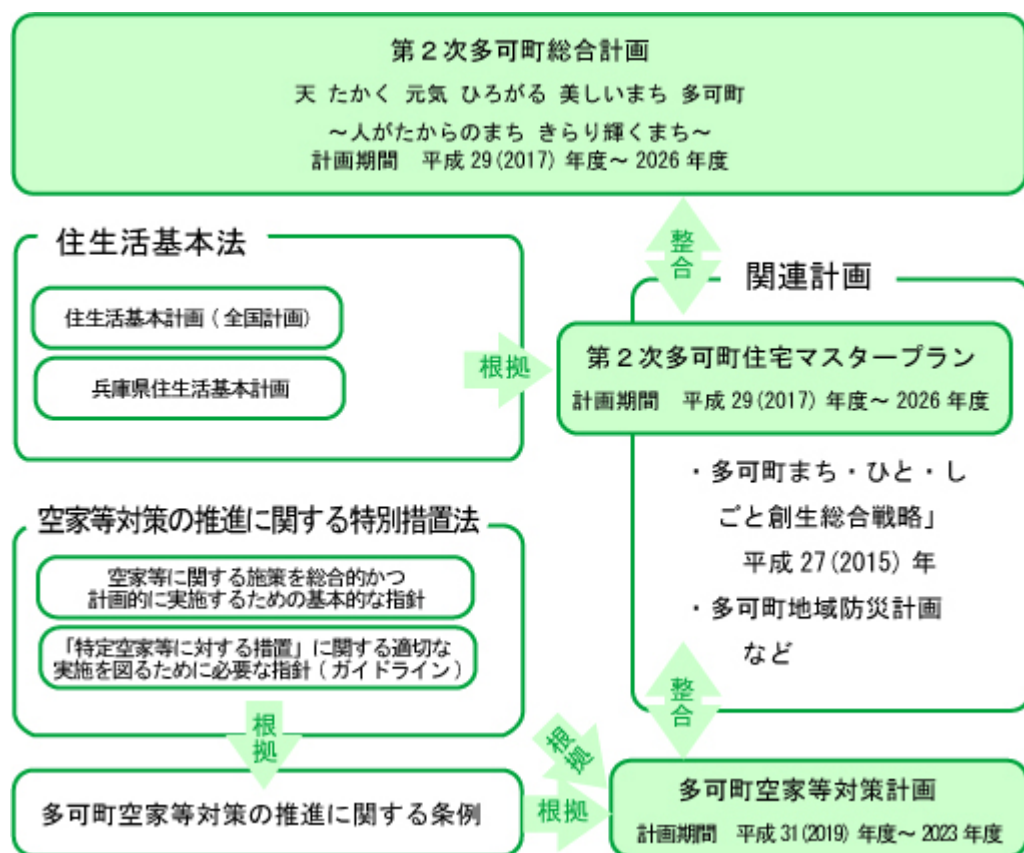 第２次多可町総合計画
天 たかく 元気 ひろがる 美しいまち 多可町
～人がたからのまち きらり輝くまち～
計画期間　平成 29(2017) 年度～ 2026 年度
整合
住生活基本法
住生活基本計画 ( 全国計画)
兵庫県住生活基本計画
根拠
関連計画
第２次多可町住宅マスタープラン
計画期間　平成 29(2017) 年度～ 2026 年度
・多可町まち・ひと・し
ごと創生総合戦略」
平成 27(2015) 年
・多可町地域防災計画
など
空家等対策の推進に関する特別措置法
空家等に関する施策を総合的かつ
計画的に実施するための基本的な指針
「特定空家等に対する措置」に関する適切な
実施を図るために必要な指針 ( ガイドライン )
根拠
整合
根拠
多可町空家等対策の推進に関する条例
根拠
多可町空家等対策計画
計画期間　平成 31(2019) 年度～ 2023 年度